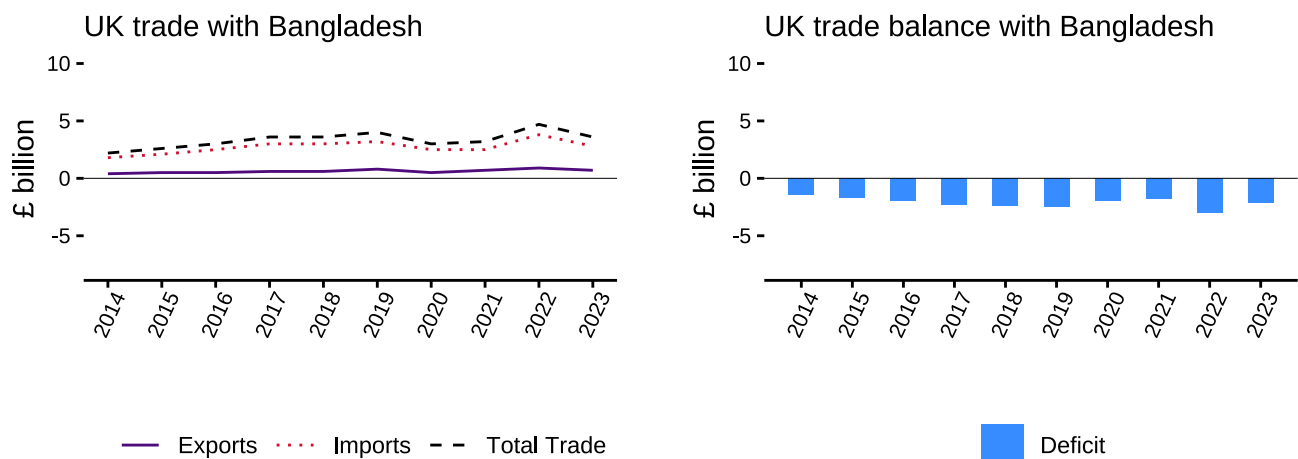 UK trade with Bangladesh
10
5
0
-5
£ billion
2014 2015 2016 2017 2018 2019 2020 2021 2022 2023
Exports Imports Total Trade
UK trade balance with Bangladesh
10
5
0
-5
£ billion
2014 2015 2016 2017 2018 2019 2020 2021 2022 2023
Deficit